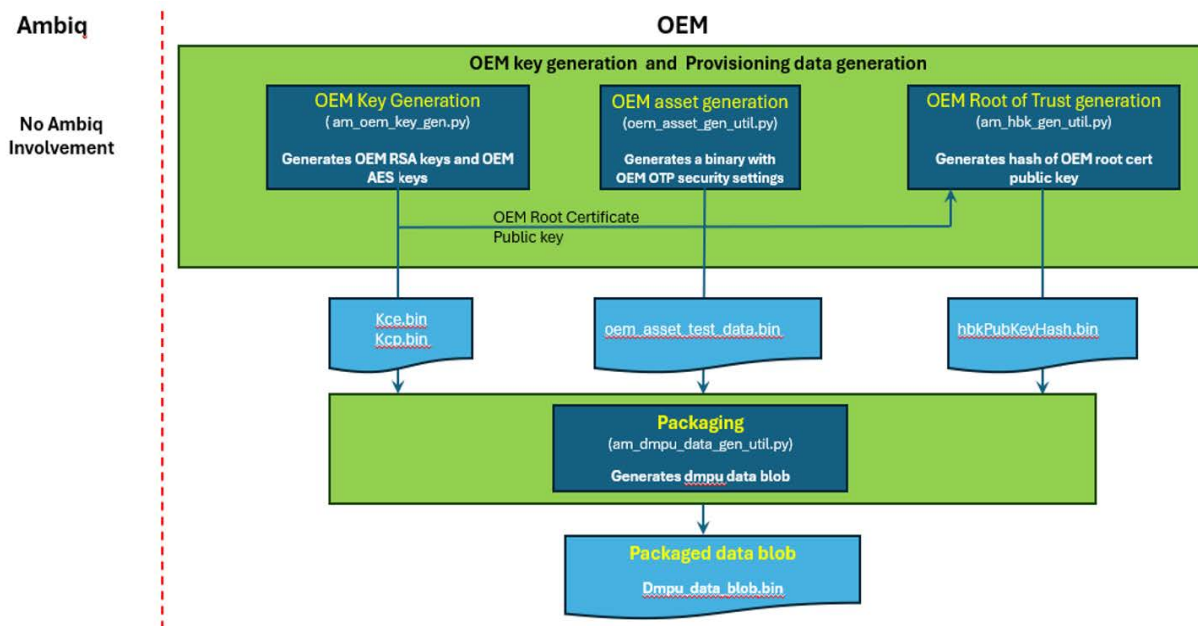 Ambiq
OEM
No Ambiq
Involvement
OEM key generation and Provisioning data generation
OEM Key Generation
( am_oem_key_gen.py)
Generates OEM RSA keys and OEM
AES keys
OEM asset generation
(oem_asset_gen_util.py)
Generates a binary with
OEM OTP security settings
OEM Root of Trust generation
(am_hbk_gen_util.py)
Generates hash of OEM root cert
public key
OEM Root Certificate
Public key
Kce.bin
Kcp.bin
oem_asset_test_data.bin
hbkPubKeyHash.bin
Packaging
(am_dmpu_data_gen_util.py)
Generates dmpu data blob
Packaged data blob
Dmpu_data_blob.bin